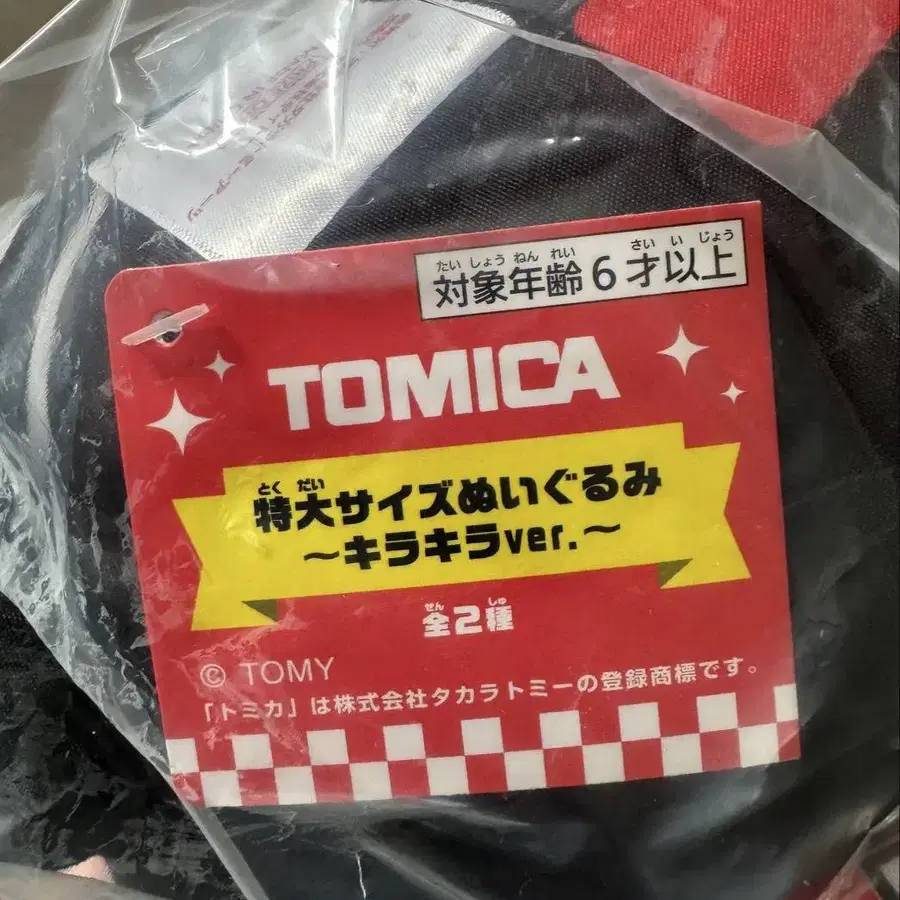 対象年齢6才以上
たいしょうねんれい さいいじょう
TOMICA
とくだい
特大サイズぬいぐるみ
～キラキラver.～
ぜん しゅ
全2種
© TOMY
「トミカ」は株式会社タカラトミーの登録商標です。